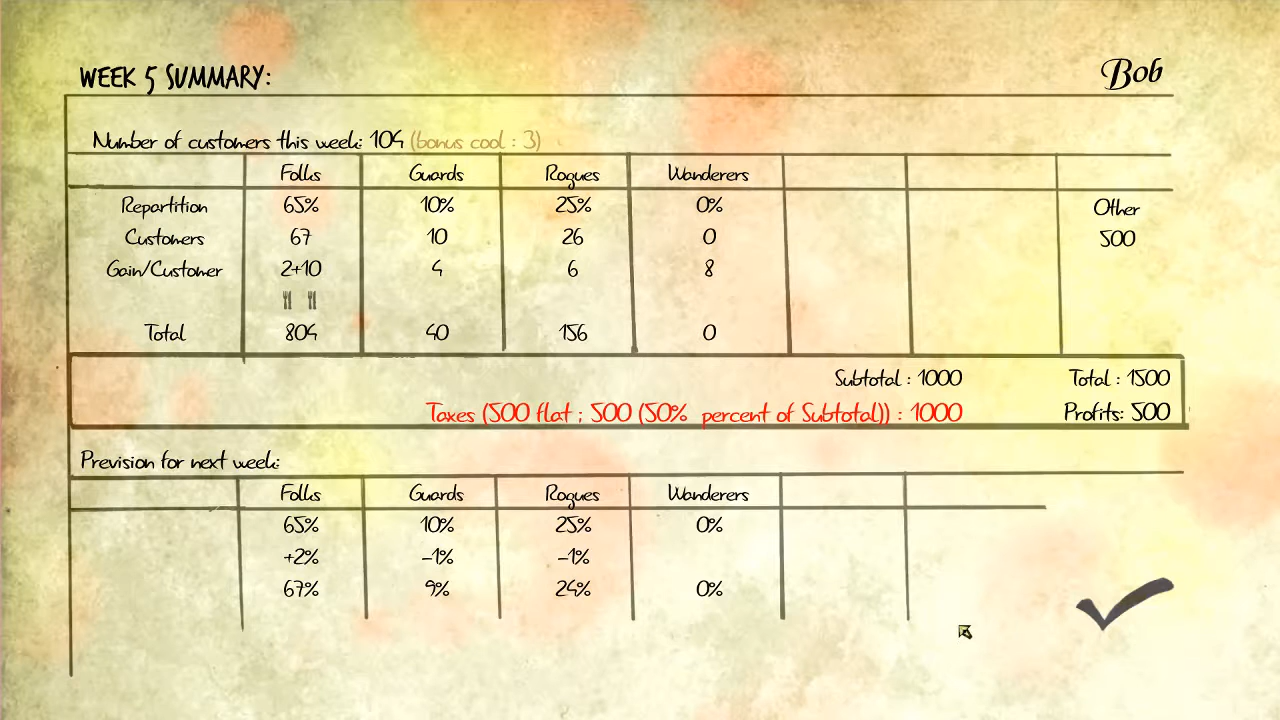 WEEK 5 SUMMARY:
Bob
Number of customers this week: 104 (bonus cool : 3)
Folks Guards Rogues Wanderers
Repartition 65% 10% 25% 0% Other
Customers 67 10 26 0 500
Gain/Customer 2+10 4 6 8
Total 804 40 156 0
Subtotal : 1000 Total : 1500
Taxes (500 flat ; 500 (50% percent of Subtotal)) : 1000 Profits: 500
Prevision for next week:
Folks Guards Rogues Wanderers
65% 10% 25% 0%
+2% -1% -1%
67% 9% 24% 0%